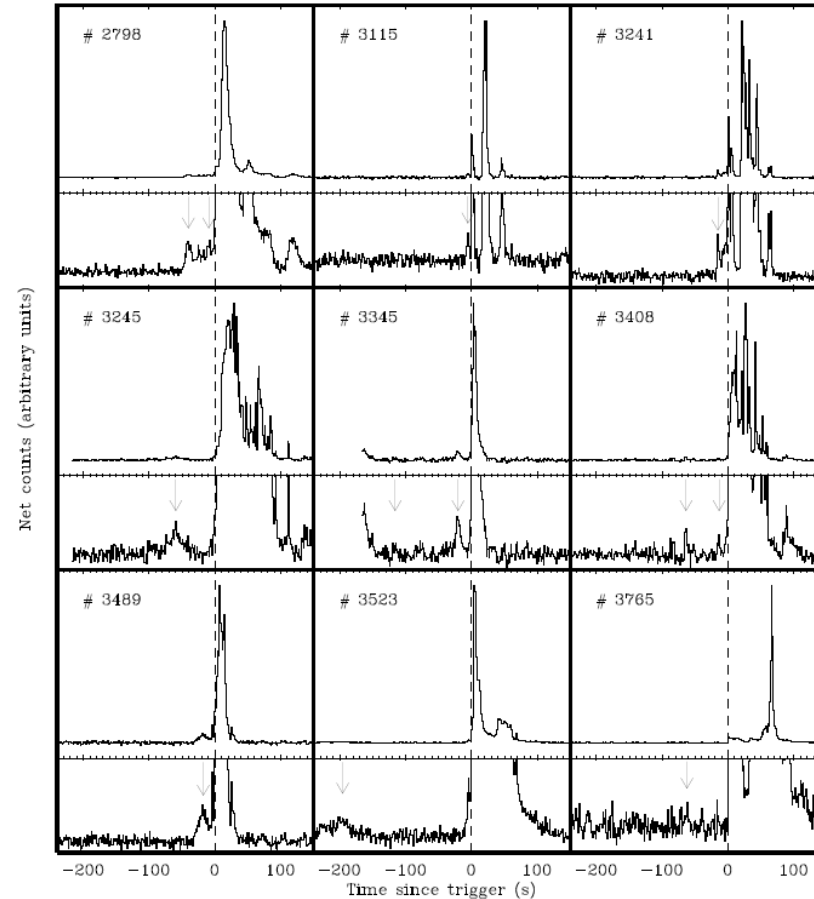 # 2798 # 3115 # 3241
# 3245 # 3345 # 3408
# 3489 # 3523 # 3765
Net counts (arbitrary units)
−200 −100 0 100 −200 −100 0 100 −200 −100 0 100
Time since trigger (s)